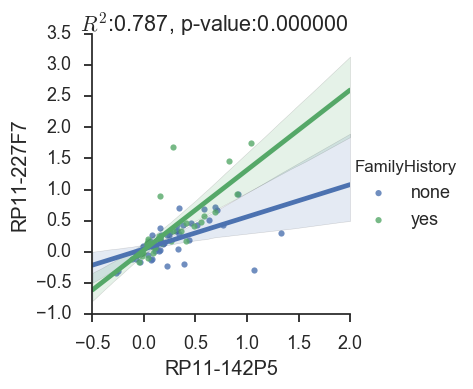 R²:0.787, p-value:0.000000
3.5
3.0
2.5
2.0
1.5
1.0
0.5
0.0
−0.5
−1.0
RP11-227F7
FamilyHistory
none
yes
−0.5 0.0 0.5 1.0 1.5 2.0
RP11-142P5